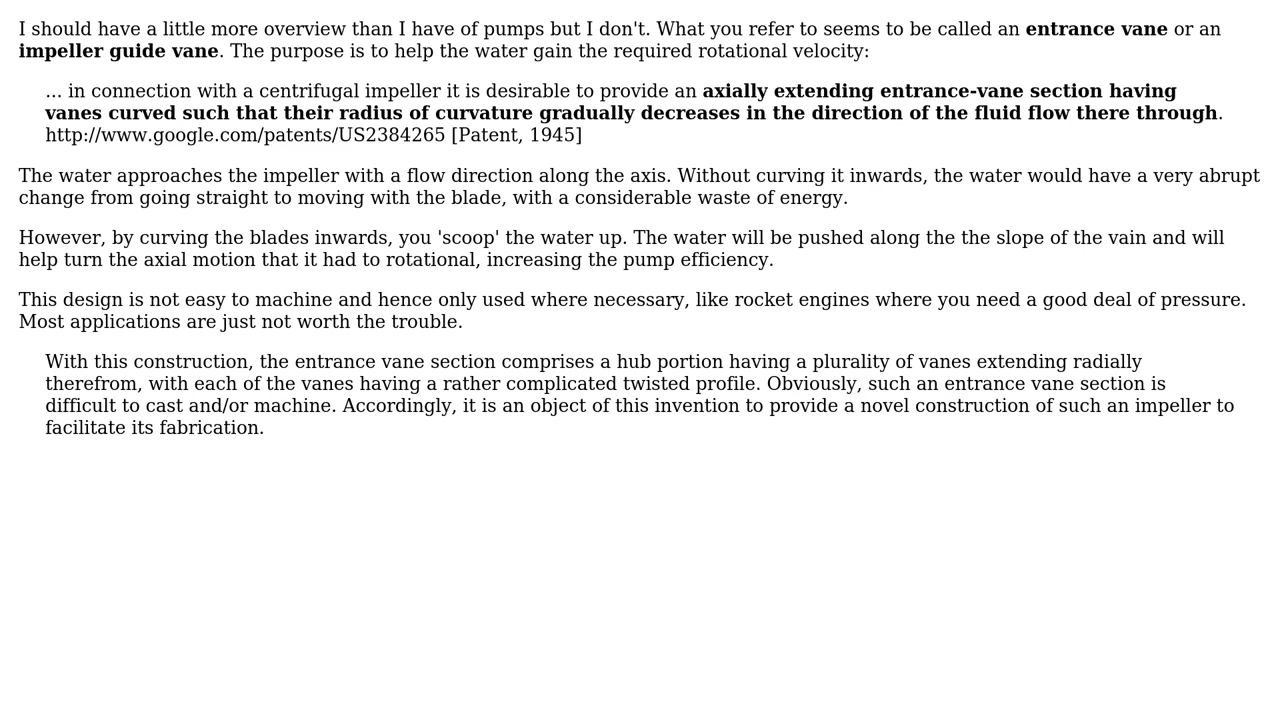 I should have a little more overview than I have of pumps but I don't. What you refer to seems to be called an entrance vane or an
impeller guide vane. The purpose is to help the water gain the required rotational velocity:
... in connection with a centrifugal impeller it is desirable to provide an axially extending entrance-vane section having
vanes curved such that their radius of curvature gradually decreases in the direction of the fluid flow there through.
http://www.google.com/patents/US2384265 [Patent, 1945]
The water approaches the impeller with a flow direction along the axis. Without curving it inwards, the water would have a very abrupt
change from going straight to moving with the blade, with a considerable waste of energy.
However, by curving the blades inwards, you 'scoop' the water up. The water will be pushed along the the slope of the vain and will
help turn the axial motion that it had to rotational, increasing the pump efficiency.
This design is not easy to machine and hence only used where necessary, like rocket engines where you need a good deal of pressure.
Most applications are just not worth the trouble.
With this construction, the entrance vane section comprises a hub portion having a plurality of vanes extending radially
therefrom, with each of the vanes having a rather complicated twisted profile. Obviously, such an entrance vane section is
difficult to cast and/or machine. Accordingly, it is an object of this invention to provide a novel construction of such an impeller to
facilitate its fabrication.